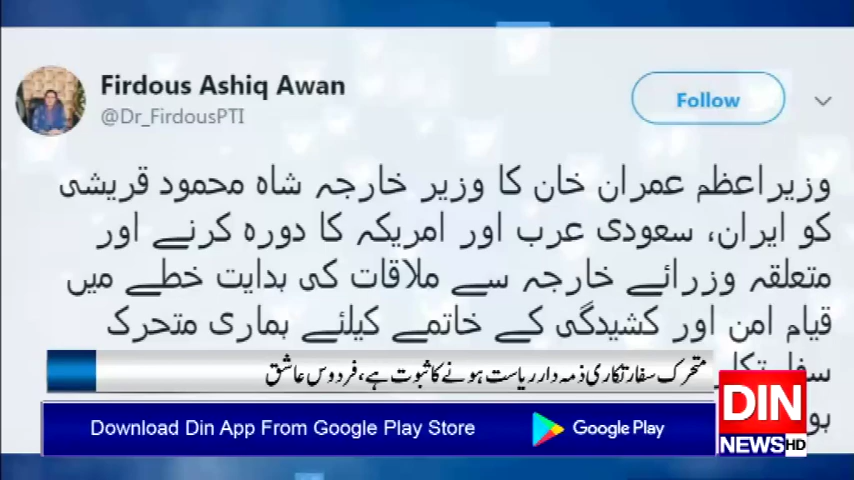 Firdous Ashiq Awan
@Dr_FirdousPTI
Follow
وزیراعظم عمران خان کا وزیر خارجہ شاہ محمود قریشی
کو ایران، سعودی عرب اور امریکہ کا دورہ کرنے اور
متعلقہ وزرائے خارجہ سے ملاقات کی ہدایت خطے میں
قیام امن اور کشیدگی کے خاتمے کیلئے ہماری متحرک
متحرک سفارتکاری ذمہ دار ریاست ہونے کا ثبوت ہے، فردوس عاشق
Download Din App From Google Play Store
Google Play
DIN
NEWS HD